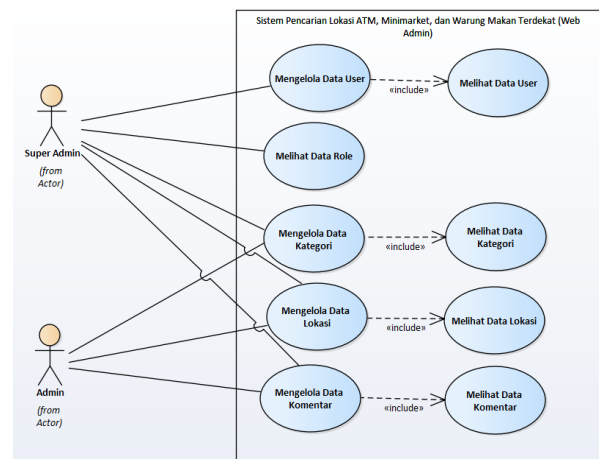 Sistem Pencarian Lokasi ATM, Minimarket, dan Warung Makan Terdekat (Web
Admin)
Mengelola Data User
«include»
Melihat Data User
Super Admin
(from
Actor)
Melihat Data Role
Mengelola Data
Kategori
«include»
Melihat Data
Kategori
Mengelola Data
Lokasi
«include»
Melihat Data Lokasi
Admin
(from
Actor)
Mengelola Data
Komentar
«include»
Melihat Data
Komentar